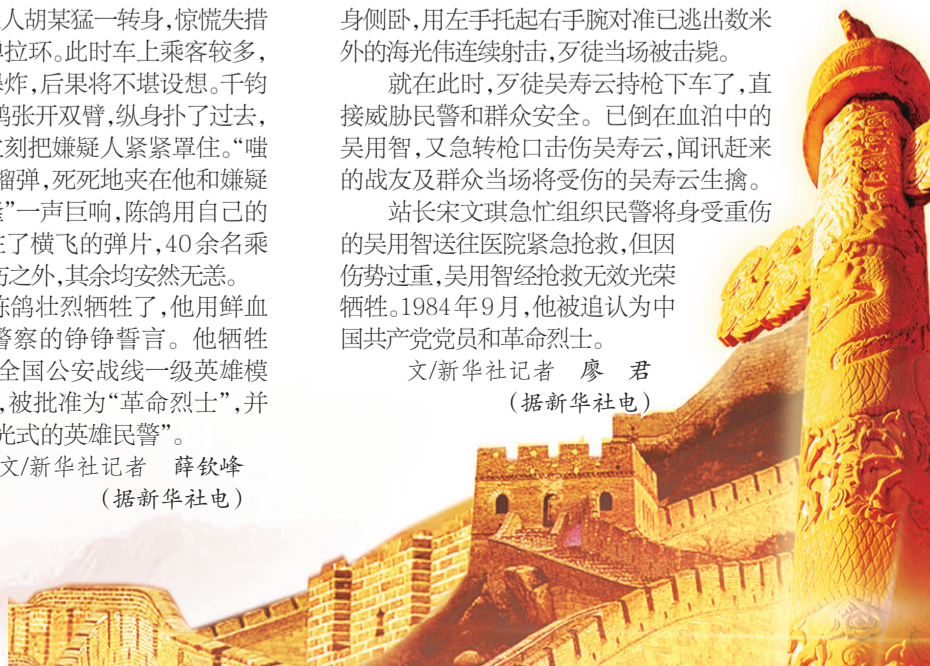 人胡某猛一转身，惊慌失措
拉环。此时车上乘客较多，
炸，后果将不堪设想。千钧
鸽张开双臂，纵身扑了过去，
刻把嫌疑人紧紧罩住。“嗤
榴弹，死死地夹在他和嫌疑
”一声巨响，陈鸽用自己的
了横飞的弹片，40余名乘
伤之外，其余均安然无恙。
陈鸽壮烈牺牲了，他用鲜血
警察的铮铮誓言。他牺牲
全国公安战线一级英雄模
，被批准为“革命烈士”，并
光式的英雄民警”。
文/新华社记者 薛钦峰
（据新华社电）
身侧卧，用左手托起右手腕对准已逃出数米
外的海光伟连续射击，歹徒当场被击毙。
就在此时，歹徒吴寿云持枪下车了，直
接威胁民警和群众安全。已倒在血泊中的
吴用智，又急转枪口击伤吴寿云，闻讯赶来
的战友及群众当场将受伤的吴寿云生擒。
站长宋文琪急忙组织民警将身受重伤
的吴用智送往医院紧急抢救，但因
伤势过重，吴用智经抢救无效光荣
牺牲。1984年9月，他被追认为中
国共产党党员和革命烈士。
文/新华社记者 廖 君
（据新华社电）